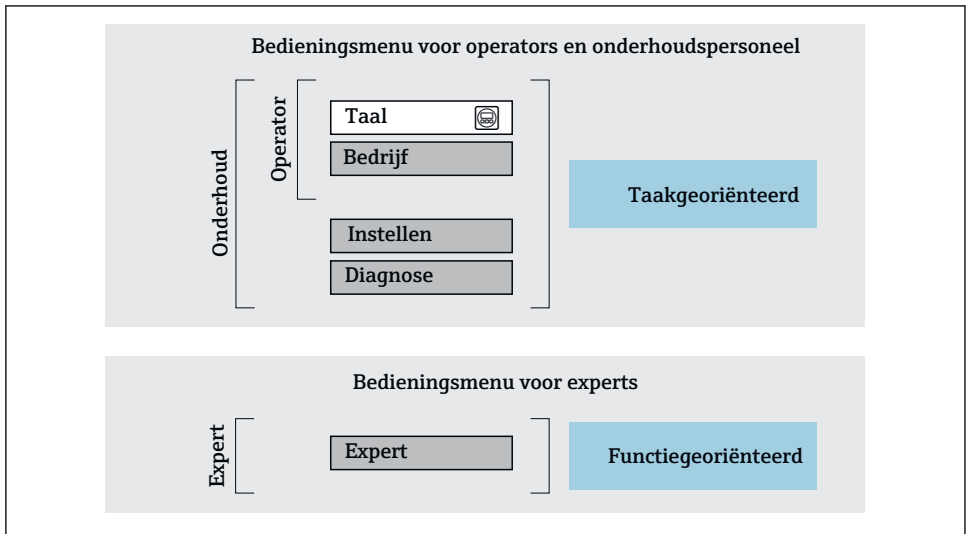 Bedieningsmenu voor operators en onderhoudspersoneel
Onderhoud
Operator
Taal
Bedrijf
Instellen
Diagnose
Taakgeoriënteerd
Bedieningsmenu voor experts
Expert
Expert
Functiegeoriënteerd